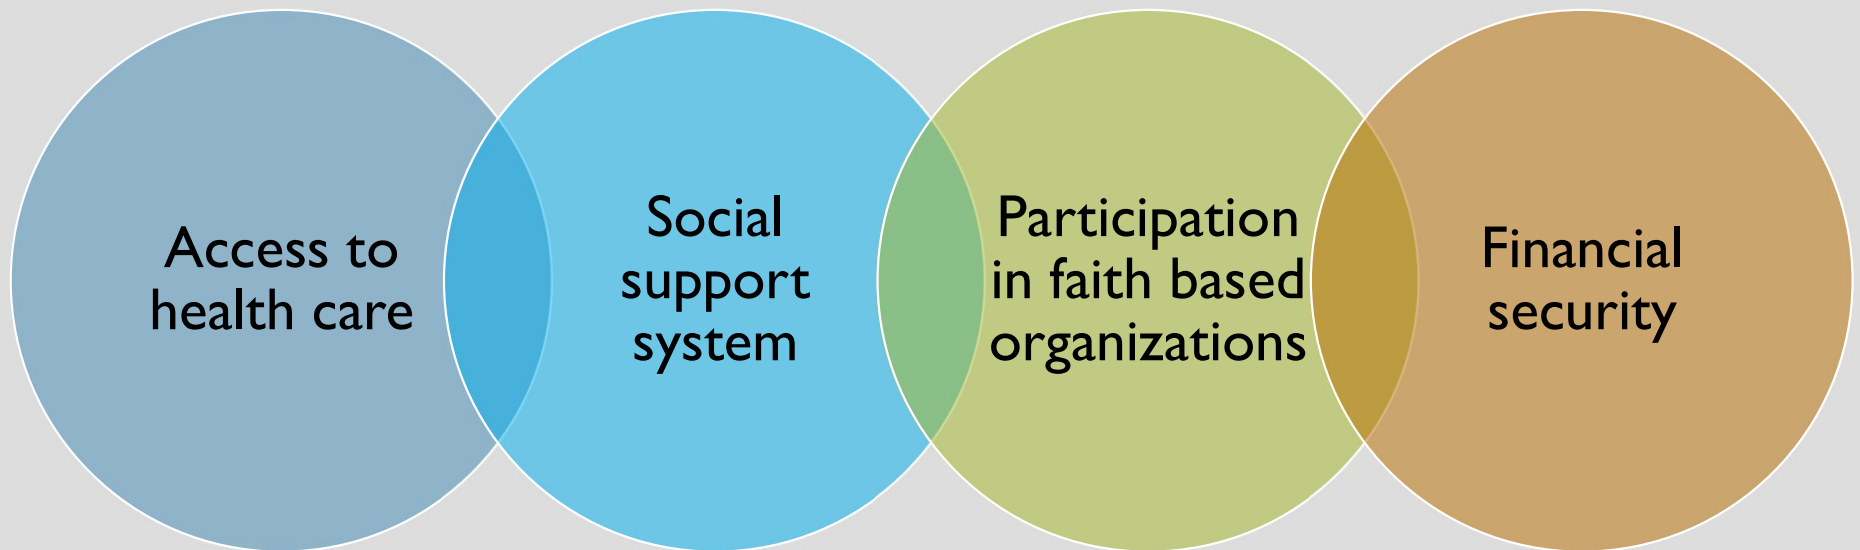 Access to
health care
Social
support
system
Participation
in faith based
organizations
Financial
security